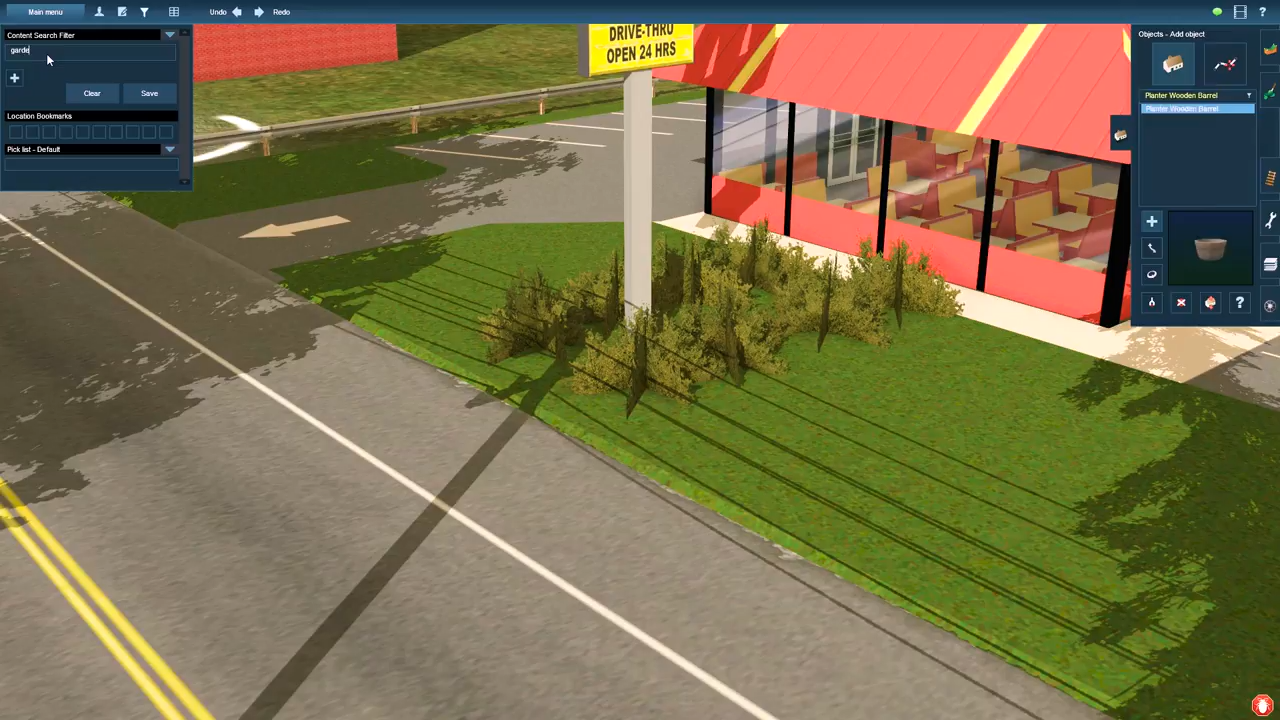 Main menu
Undo
Redo
?
Content Search Filter
garde
Clear
Save
Location Bookmarks
Pick list - Default
DRIVE-THRU
OPEN 24 HRS
Objects - Add object
Planter Wooden Barrel
Planter Wooden Barrel
?